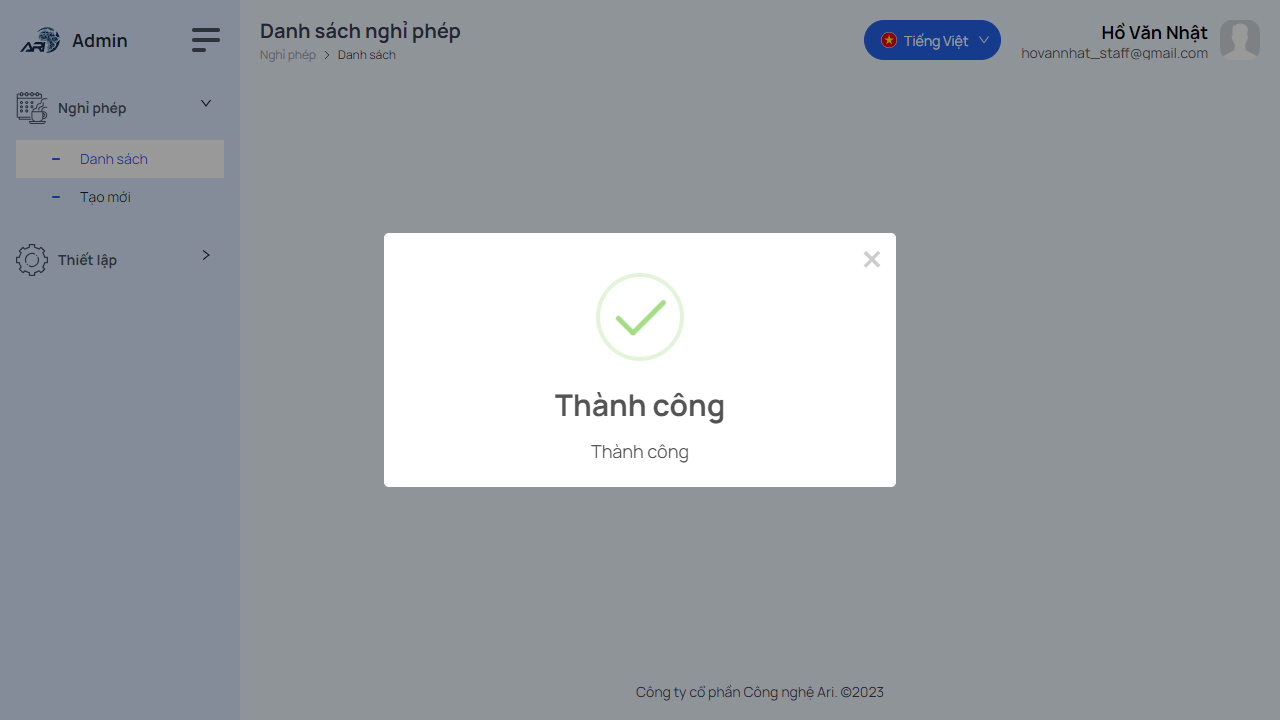 ARI
Admin
Nghỉ phép
Danh sách
Tạo mới
Thiết lập
Danh sách nghỉ phép
Nghỉ phép > Danh sách
Tiếng Việt
Hồ Văn Nhật
hovannhat_staff@gmail.com
Thành công
Thành công
Công ty cổ phần Công nghệ Ari. ©2023